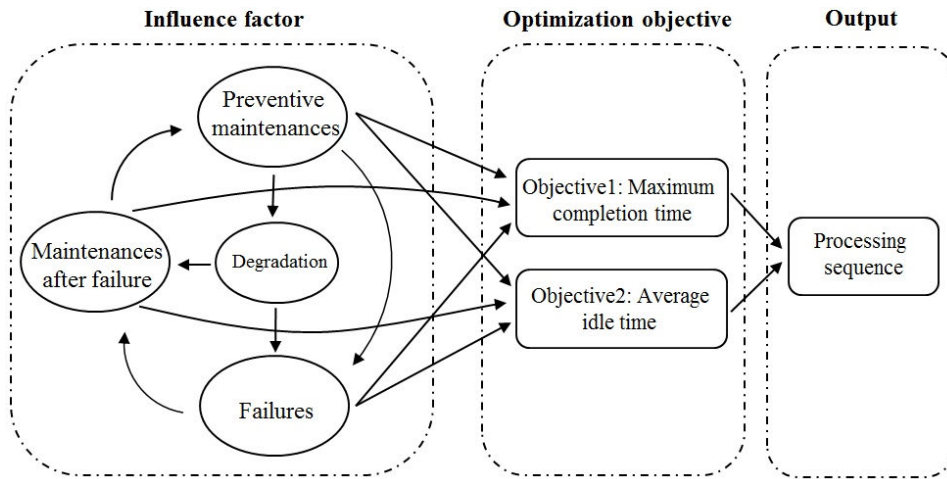 Influence factor
Optimization objective
Output
Preventive
maintenances
Maintenances
after failure
Degradation
Failures
Objective1: Maximum
completion time
Objective2: Average
idle time
Processing
sequence